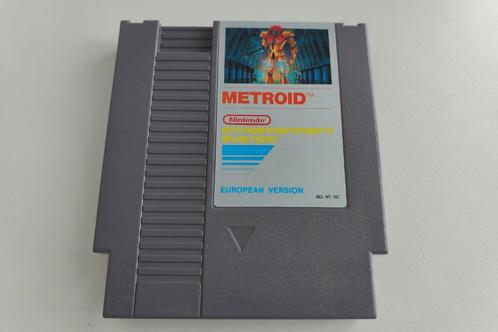 METROID™
Nintendo
ENTERTAINMENT
SYSTEM
EUROPEAN VERSION